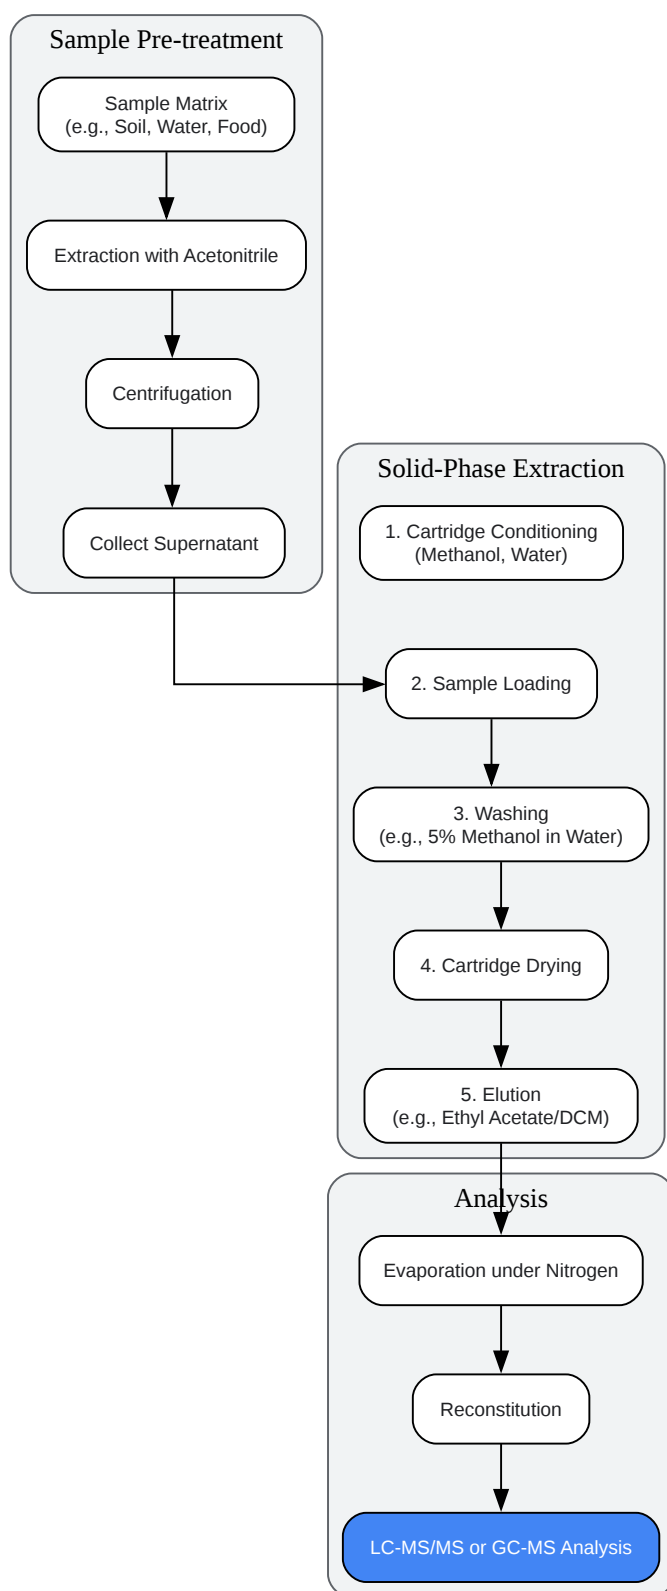 Sample Pre-treatment
Sample Matrix
(e.g., Soil, Water, Food)
Extraction with Acetonitrile
Centrifugation
Collect Supernatant
Solid-Phase Extraction
1. Cartridge Conditioning
(Methanol, Water)
2. Sample Loading
3. Washing
(e.g., 5% Methanol in Water)
4. Cartridge Drying
5. Elution
(e.g., Ethyl Acetate/DCM)
Analysis
Evaporation under Nitrogen
Reconstitution
LC-MS/MS or GC-MS Analysis